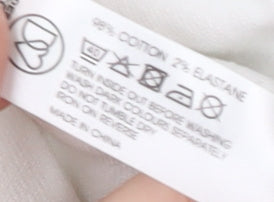 98% COTTON 2% ELASTANE
40
TURN INSIDE OUT BEFORE WASHING
WASH DARK COLOURS SEPARATELY
DO NOT TUMBLE DRY
IRON ON REVERSE
MADE IN CHINA